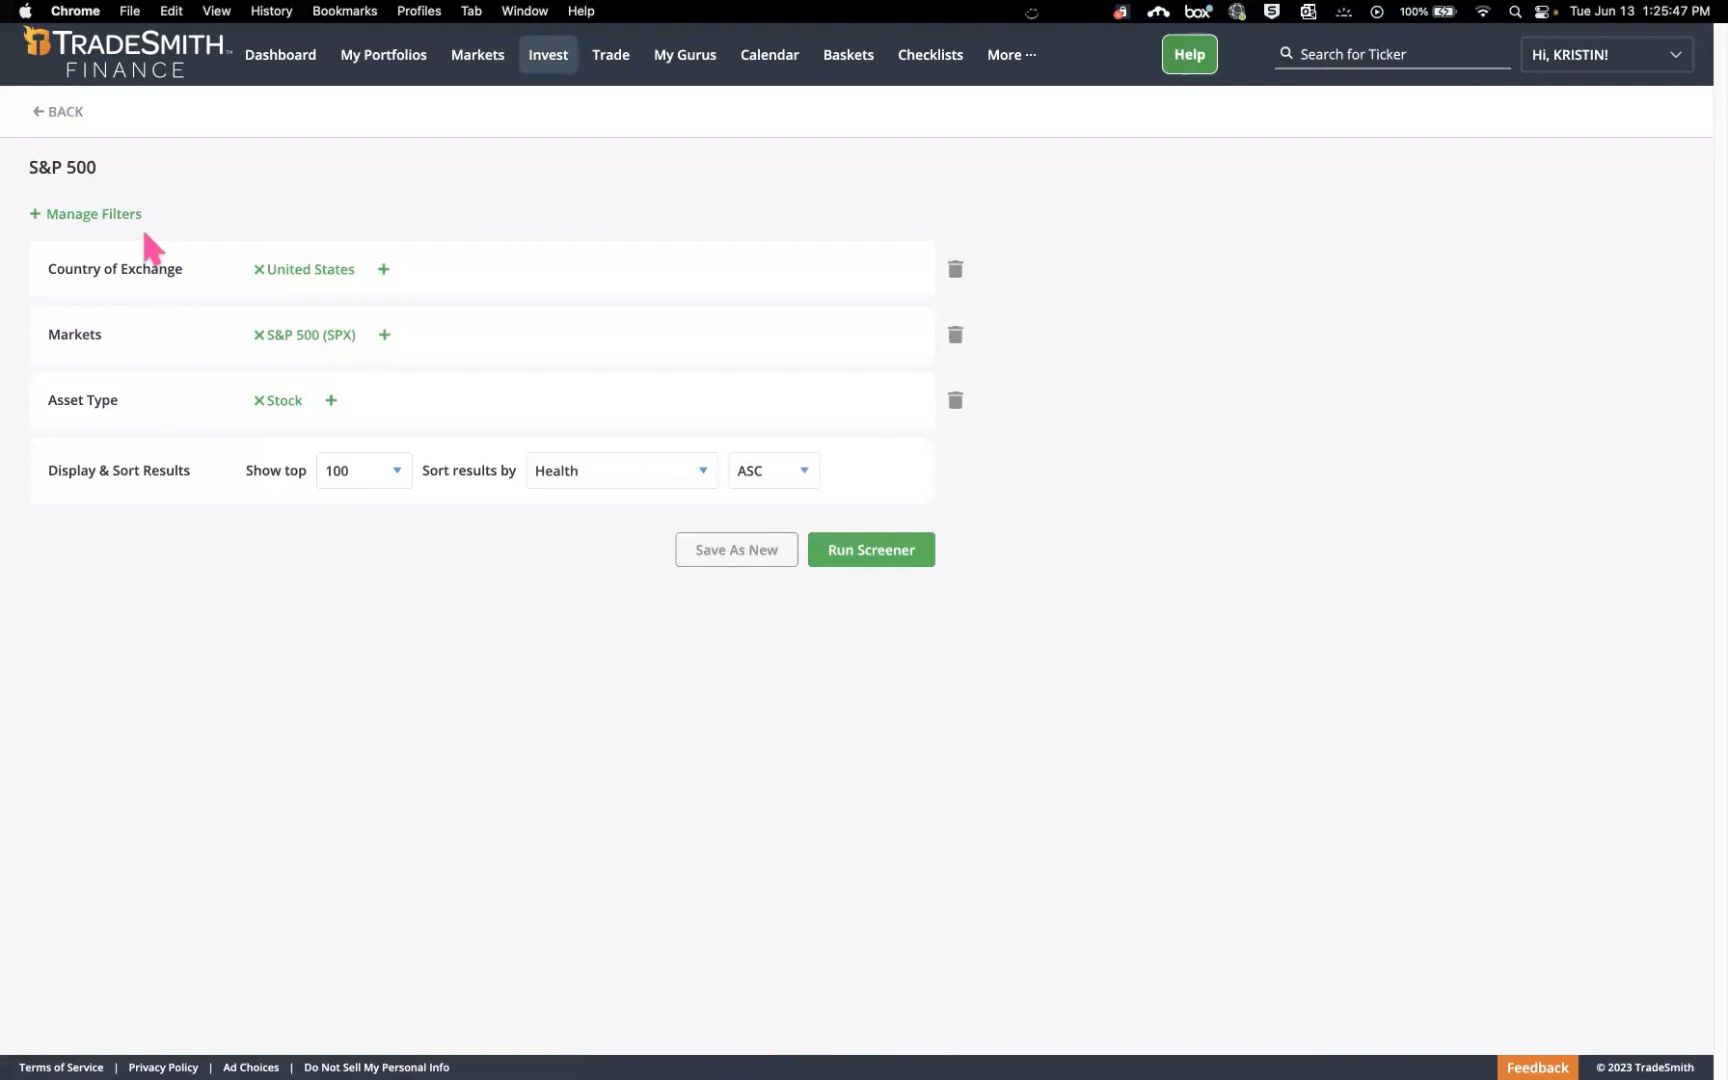 Chrome File Edit View History Bookmarks Profiles Tab Window Help box 100% Tue Jun 13 1:25:47 PM
TRADESMITH FINANCE Dashboard My Portfolios Markets Invest Trade My Gurus Calendar Baskets Checklists More ··· Help Search for Ticker Hi, KRISTIN!
BACK
S&P 500
+ Manage Filters
Country of Exchange ×United States +
Markets ×S&P 500 (SPX) +
Asset Type ×Stock +
Display & Sort Results Show top 100 Sort results by Health ASC
Save As New Run Screener
Terms of Service | Privacy Policy | Ad Choices | Do Not Sell My Personal Info Feedback © 2023 TradeSmith